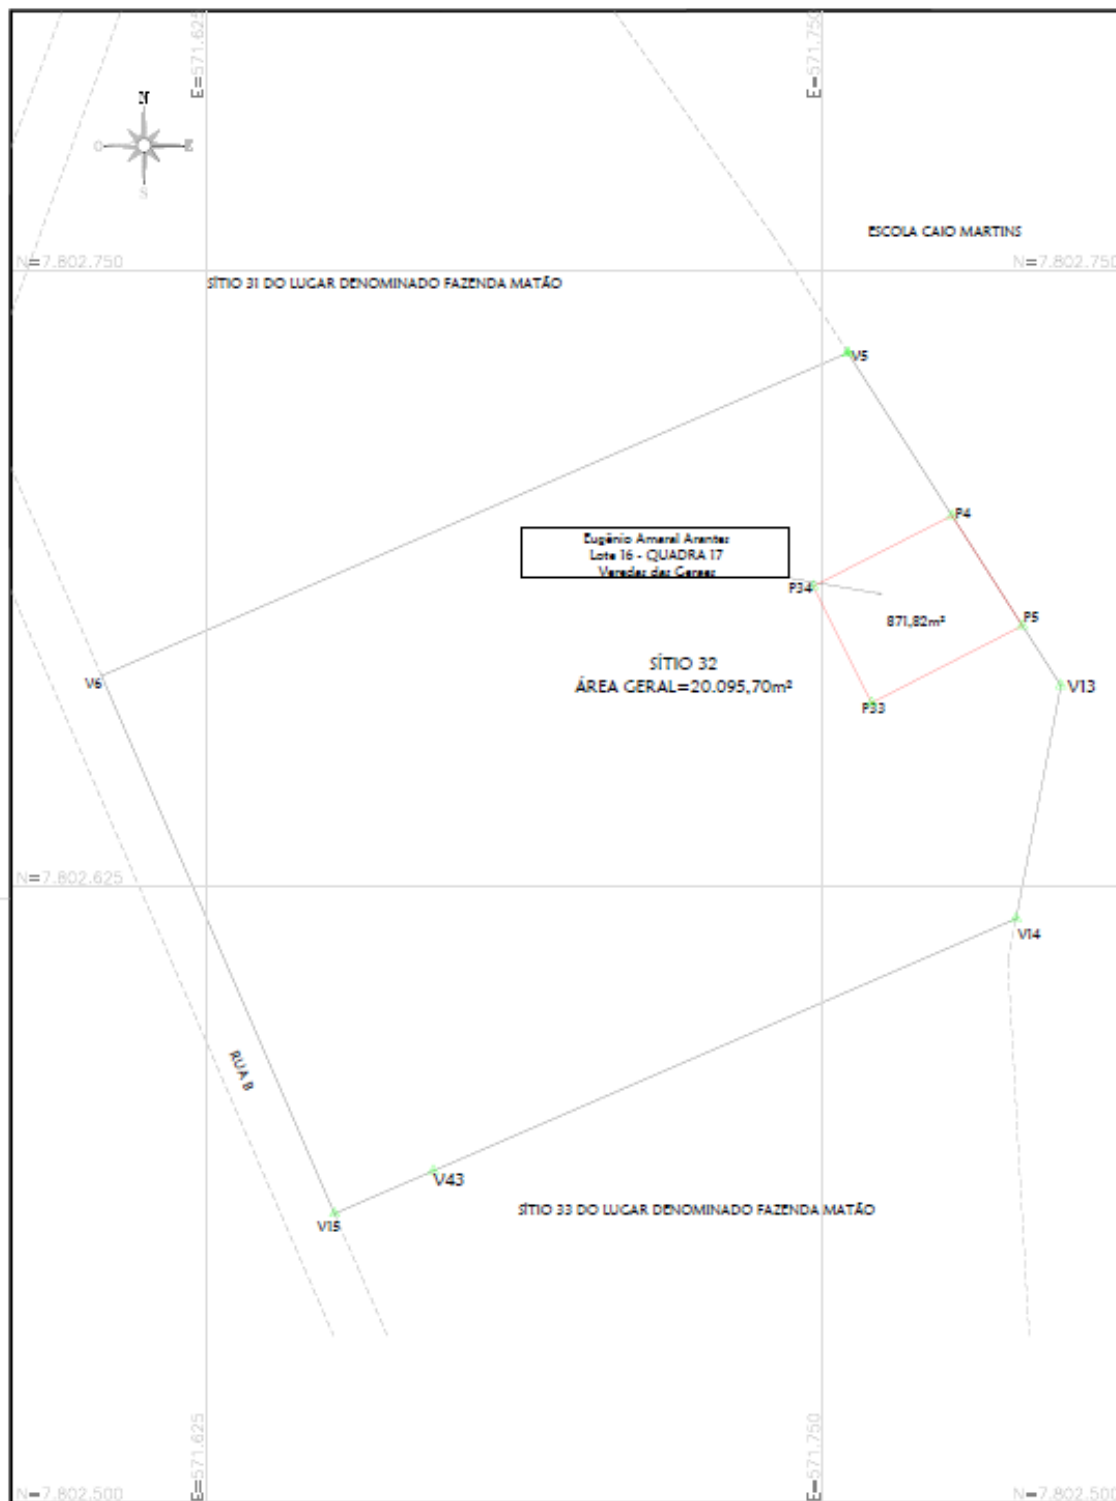 E=571.625
E=571.750
N
O
E
S
ESCOLA CAIO MARTINS
N=7.802.750
N=7.802.750
SÍTIO 31 DO LUGAR DENOMINADO FAZENDA MATÃO
V5
P4
Eugênio Amaral Arantes
Lote 16 - QUADRA 17
Veredas das Geraes
P34
P5
871,82m²
SÍTIO 32
ÁREA GERAL=20.095,70m²
V6
V13
P33
N=7.802.625
V14
RUA B
V43
SÍTIO 33 DO LUGAR DENOMINADO FAZENDA MATÃO
V15
E=571.625
E=571.750
N=7.802.500
N=7.802.500